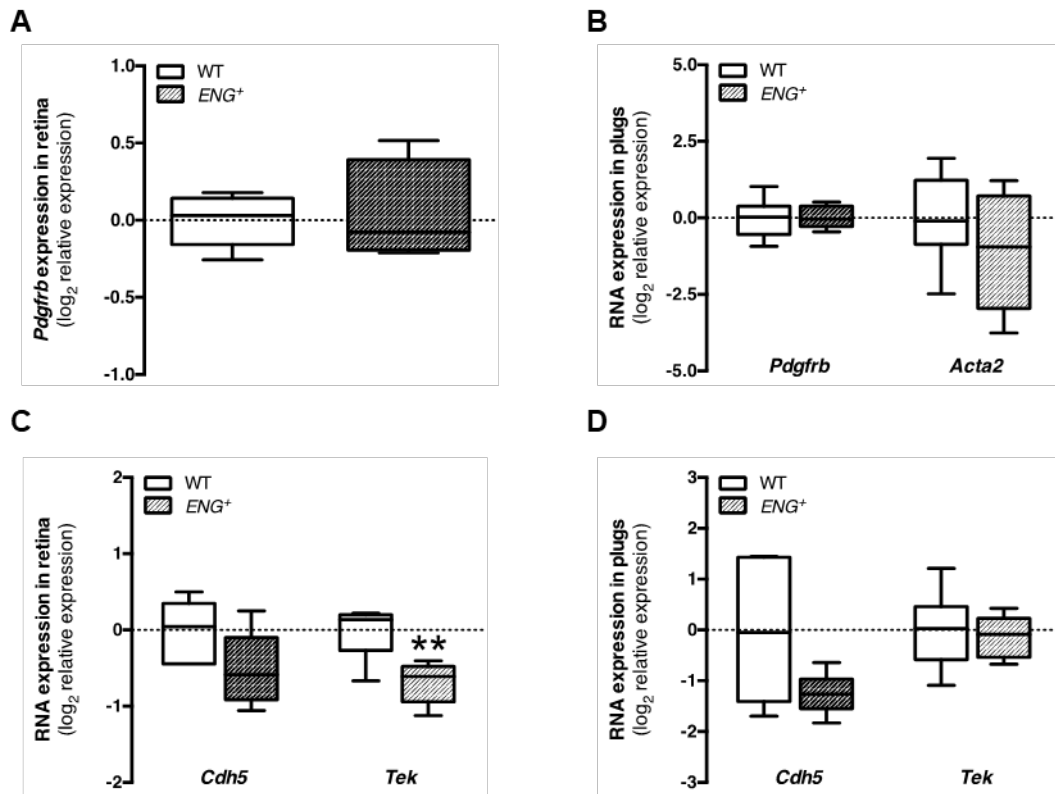 A
Pdgfrb expression in retina
(log₂ relative expression)
1.0
0.5
0.0
-0.5
-1.0
WT
ENG⁺
B
RNA expression in plugs
(log₂ relative expression)
5.0
2.5
0.0
-2.5
-5.0
WT
ENG⁺
Pdgfrb Acta2
C
RNA expression in retina
(log₂ relative expression)
2
1
0
-1
-2
WT
ENG⁺
**
Cdh5 Tek
D
RNA expression in plugs
(log₂ relative expression)
3
2
1
0
-1
-2
-3
WT
ENG⁺
Cdh5 Tek